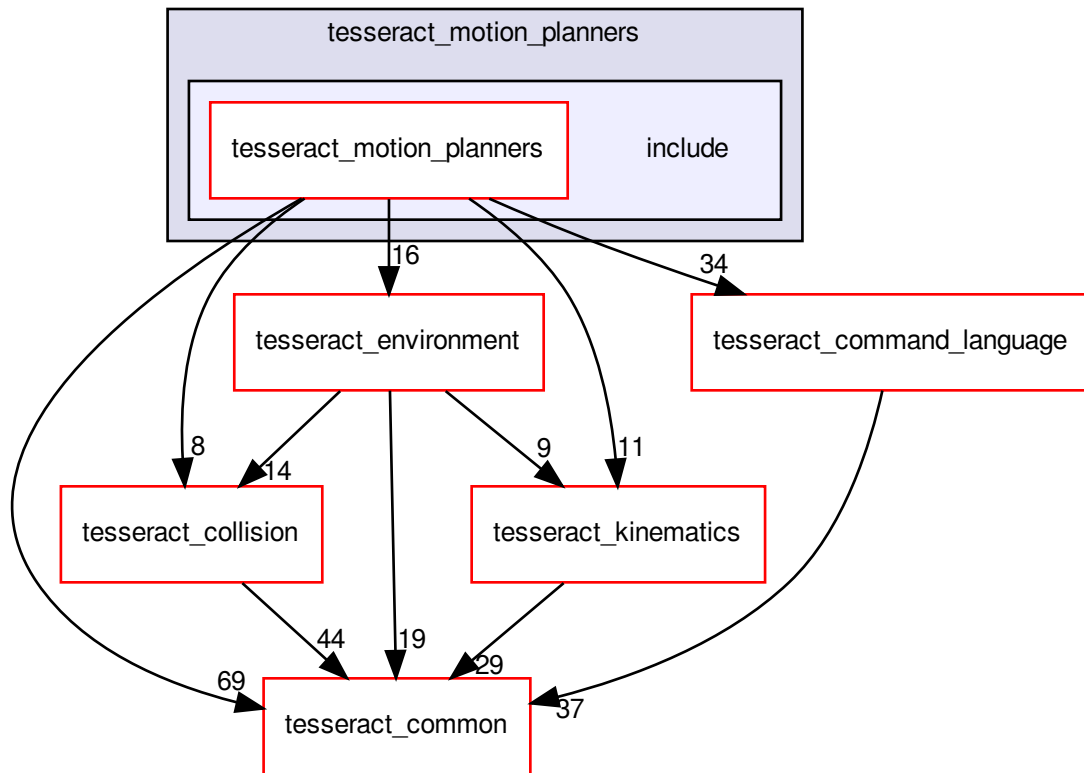 tesseract_motion_planners
tesseract_motion_planners
include
16
34
tesseract_environment
tesseract_command_language
8
14
9
11
tesseract_collision
tesseract_kinematics
44
19
29
69
37
tesseract_common